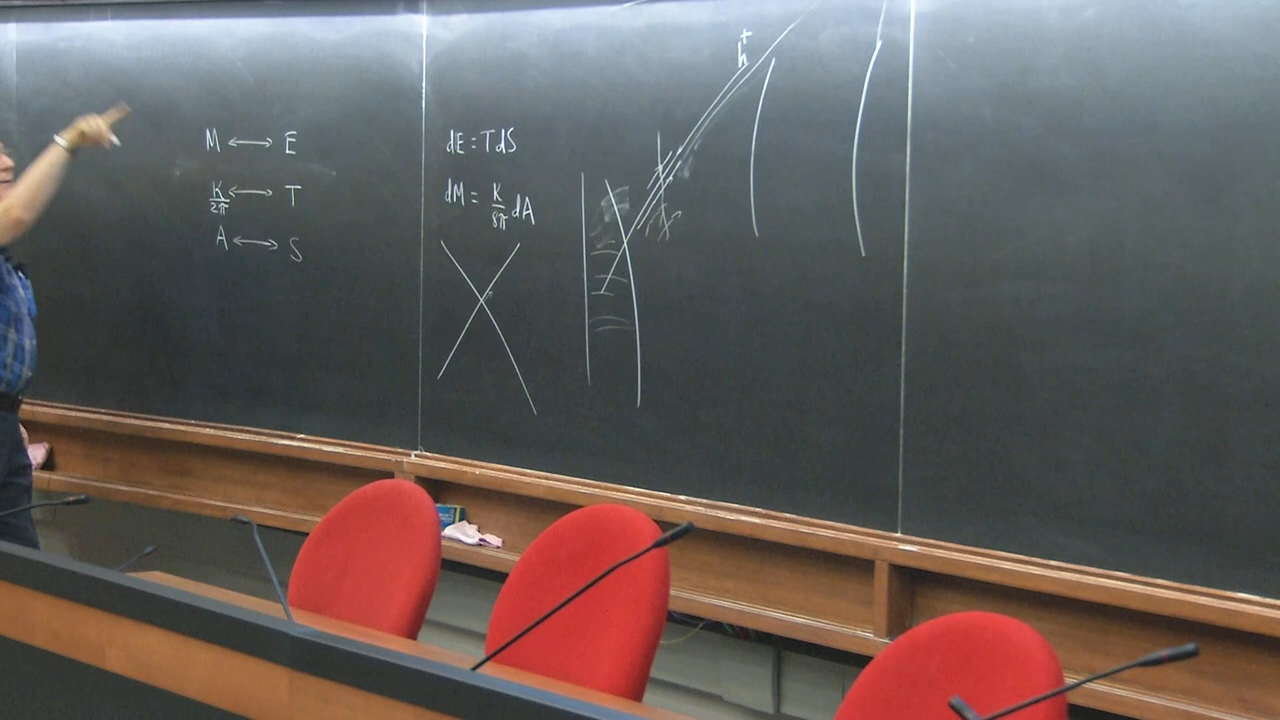 M ⟷ E
K/2π ⟷ T
A ⟷ S
dE = TdS
dM = K/8π dA
h⁺